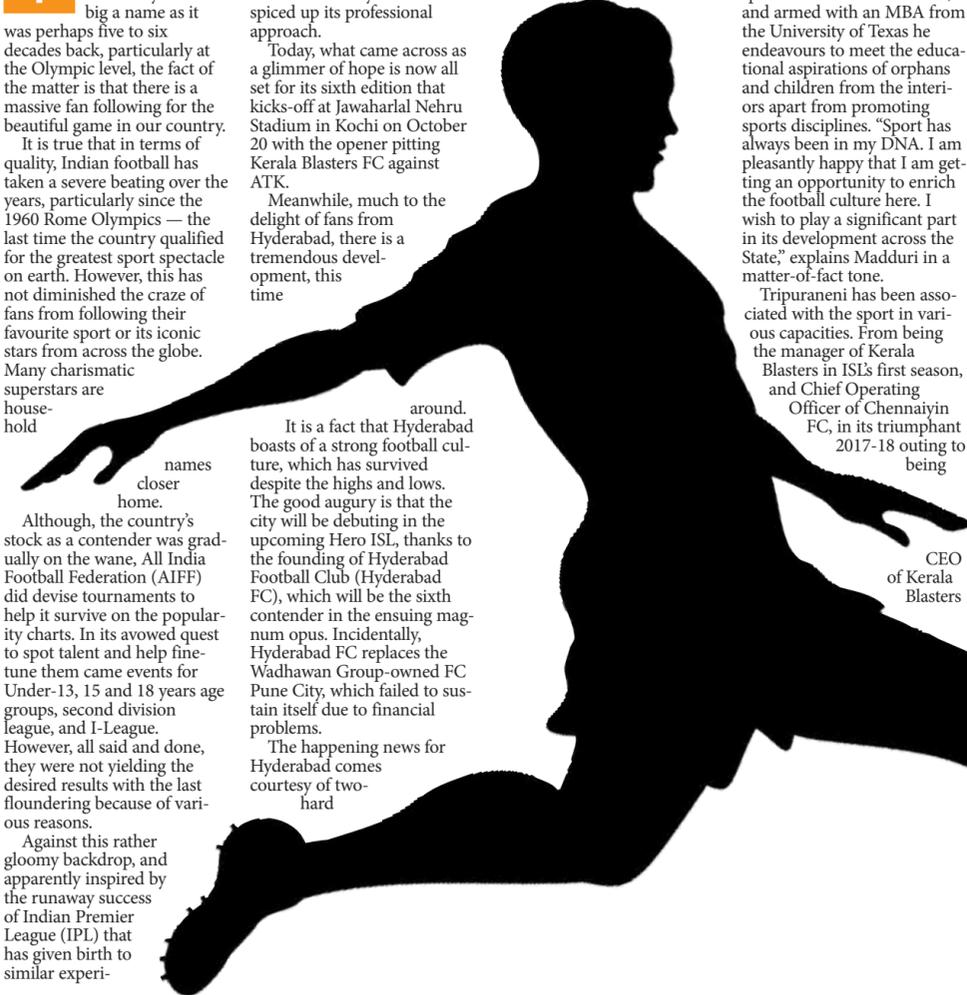 big a name as it
was perhaps five to six
decades back, particularly at
the Olympic level, the fact of
the matter is that there is a
massive fan following for the
beautiful game in our country.
It is true that in terms of
quality, Indian football has
taken a severe beating over the
years, particularly since the
1960 Rome Olympics — the
last time the country qualified
for the greatest sport spectacle
on earth. However, this has
not diminished the craze of
fans from following their
favourite sport or its iconic
stars from across the globe.
Many charismatic
superstars are
house-
hold
names
closer
home.
Although, the country's
stock as a contender was grad-
ually on the wane, All India
Football Federation (AIFF)
did devise tournaments to
help it survive on the popular-
ity charts. In its avowed quest
to spot talent and help fine-
tune them came events for
Under-13, 15 and 18 years age
groups, second division
league, and I-League.
However, all said and done,
they were not yielding the
desired results with the last
floundering because of vari-
ous reasons.
Against this rather
gloomy backdrop, and
apparently inspired by
the runaway success
of Indian Premier
League (IPL) that
has given birth to
similar experi-
spiced up its professional
approach.
Today, what came across as
a glimmer of hope is now all
set for its sixth edition that
kicks-off at Jawaharlal Nehru
Stadium in Kochi on October
20 with the opener pitting
Kerala Blasters FC against
ATK.
Meanwhile, much to the
delight of fans from
Hyderabad, there is a
tremendous devel-
opment, this
time
around.
It is a fact that Hyderabad
boasts of a strong football cul-
ture, which has survived
despite the highs and lows.
The good augury is that the
city will be debuting in the
upcoming Hero ISL, thanks to
the founding of Hyderabad
Football Club (Hyderabad
FC), which will be the sixth
contender in the ensuing mag-
num opus. Incidentally,
Hyderabad FC replaces the
Wadhawan Group-owned FC
Pune City, which failed to sus-
tain itself due to financial
problems.
The happening news for
Hyderabad comes
courtesy of two-
hard
and armed with an MBA from
the University of Texas he
endeavours to meet the educa-
tional aspirations of orphans
and children from the interi-
ors apart from promoting
sports disciplines. “Sport has
always been in my DNA. I am
pleasantly happy that I am get-
ting an opportunity to enrich
the football culture here. I
wish to play a significant part
in its development across the
State,” explains Madduri in a
matter-of-fact tone.
Tripuraneni has been asso-
ciated with the sport in vari-
ous capacities. From being
the manager of Kerala
Blasters in ISL's first season,
and Chief Operating
Officer of Chennaiyin
FC, in its triumphant
2017-18 outing to
being
CEO
of Kerala
Blasters